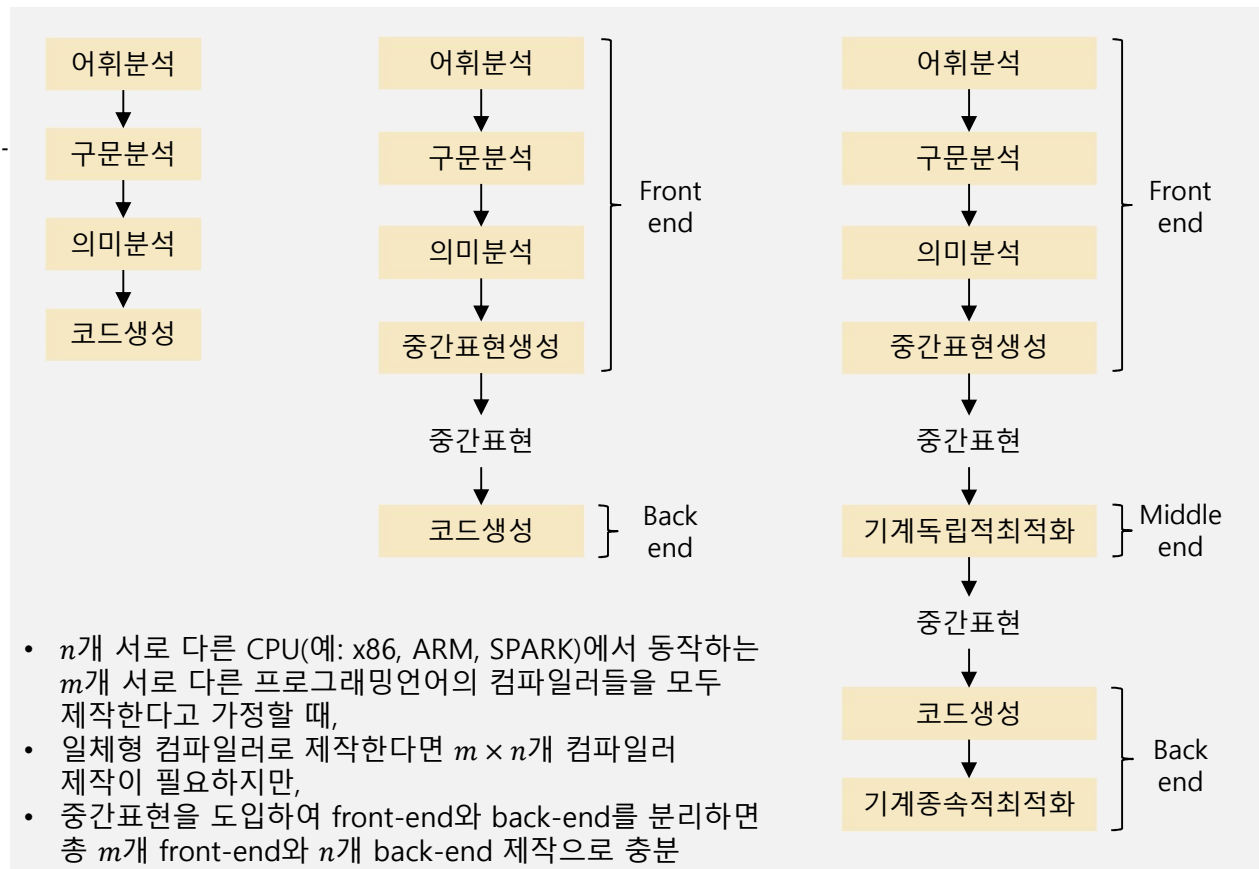 어휘분석
구문분석
의미분석
코드생성
어휘분석
구문분석
의미분석
중간표현생성
Front
end
중간표현
코드생성
Back
end
어휘분석
구문분석
의미분석
중간표현생성
Front
end
중간표현
기계독립적최적화
Middle
end
중간표현
코드생성
기계종속적최적화
Back
end
• n개 서로 다른 CPU(예: x86, ARM, SPARK)에서 동작하는
m개 서로 다른 프로그래밍언어의 컴파일러들을 모두
제작한다고 가정할 때,
• 일체형 컴파일러로 제작한다면 m × n개 컴파일러
제작이 필요하지만,
• 중간표현을 도입하여 front-end와 back-end를 분리하면
총 m개 front-end와 n개 back-end 제작으로 충분